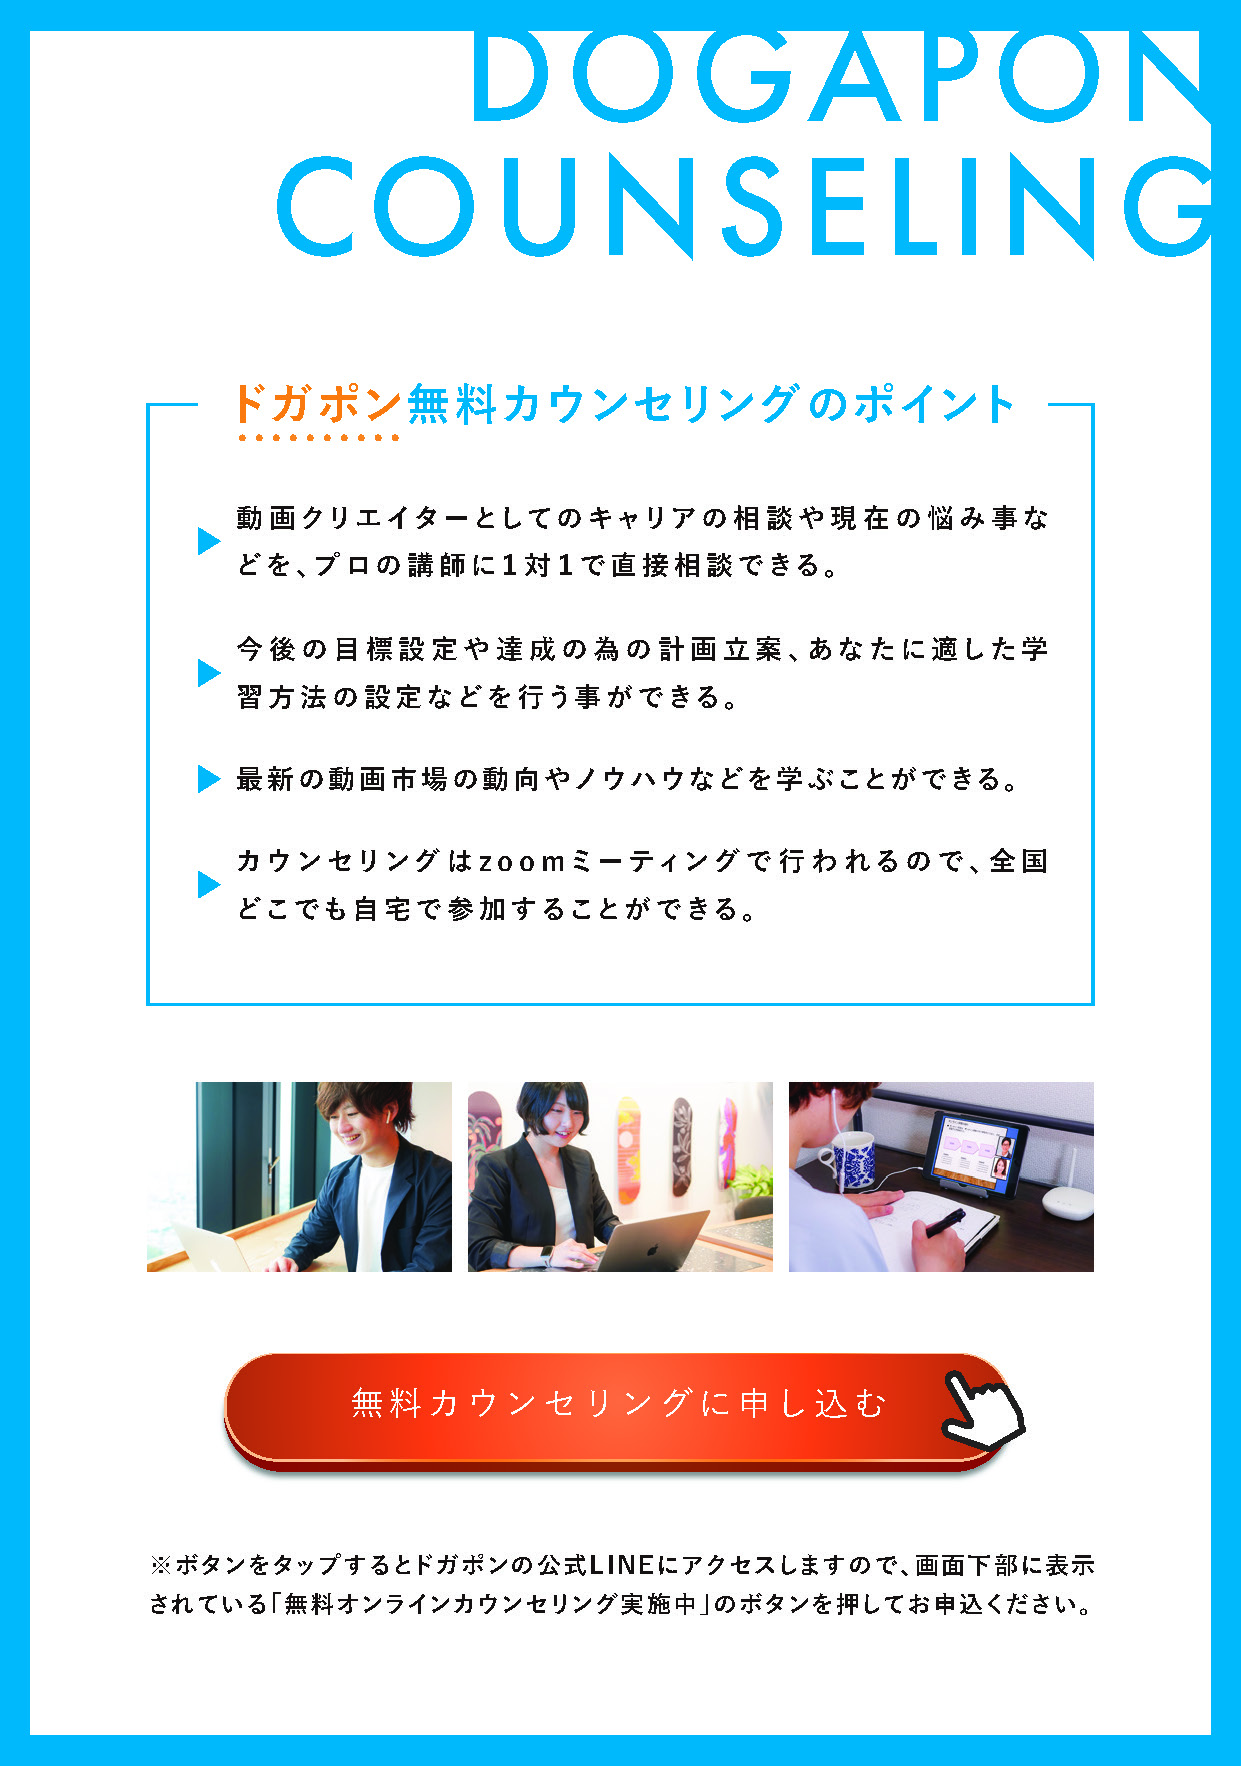 DOGAPON
COUNSELING
ドガポン無料カウンセリングのポイント
動画クリエイターとしてのキャリアの相談や現在の悩み事な
どを、プロの講師に1対1で直接相談できる。
今後の目標設定や達成の為の計画立案、あなたに適した学
習方法の設定などを行う事ができる。
最新の動画市場の動向やノウハウなどを学ぶことができる。
カウンセリングはzoomミーティングで行われるので、全国
どこでも自宅で参加することができる。
無料カウンセリングに申し込む
※ボタンをタップするとドガポンの公式LINEにアクセスしますので、画面下部に表示
されている「無料オンラインカウンセリング実施中」のボタンを押してお申込ください。